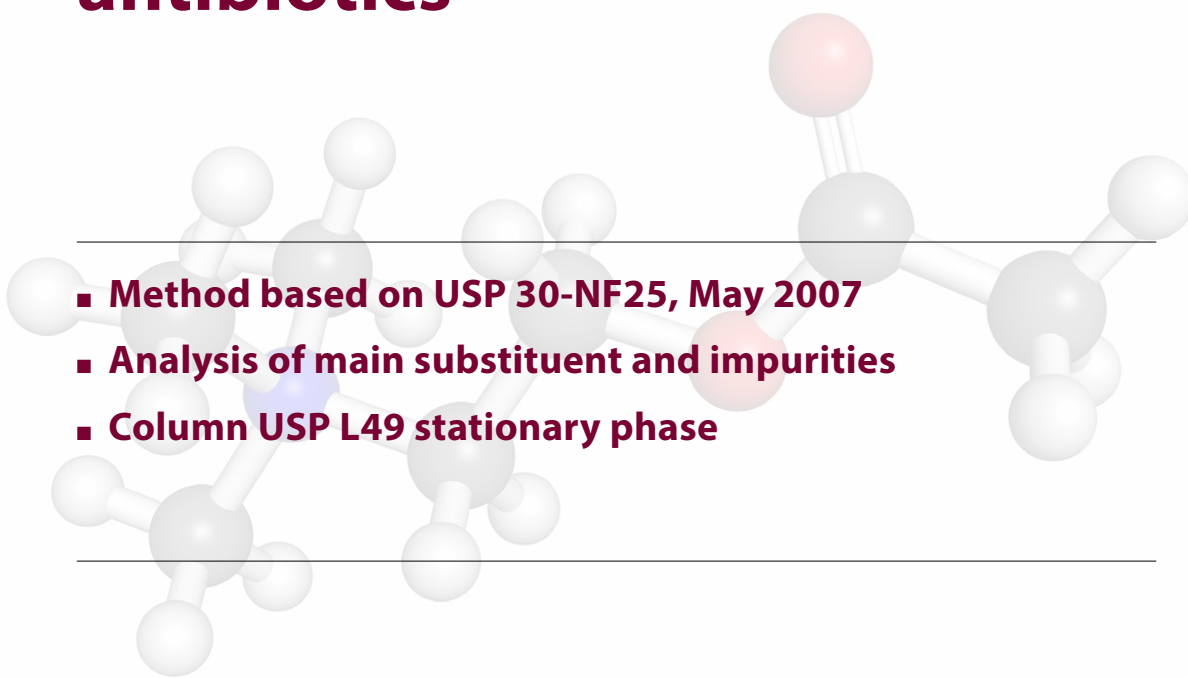 antibiotics
■ Method based on USP 30-NF25, May 2007
■ Analysis of main substituent and impurities
■ Column USP L49 stationary phase